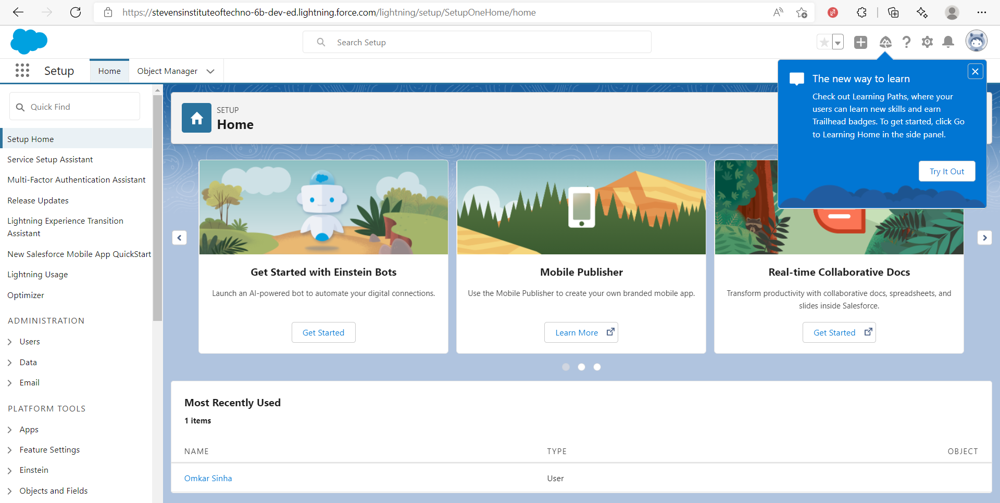 https://stevensinstituteoftechno-6b-dev-ed.lightning.force.com/lightning/setup/SetupOneHome/home
Search Setup
Setup
Home
Object Manager
The new way to learn
Check out Learning Paths, where your
users can learn new skills and earn
Trailhead badges. To get started, click Go
to Learning Home in the side panel.
Try It Out
Quick Find
Setup Home
Service Setup Assistant
Multi-Factor Authentication Assistant
Release Updates
Lightning Experience Transition
Assistant
New Salesforce Mobile App QuickStart
Lightning Usage
Optimizer
ADMINISTRATION
Users
Data
Email
PLATFORM TOOLS
Apps
Feature Settings
Einstein
Objects and Fields
SETUP
Home
Get Started with Einstein Bots
Launch an AI-powered bot to automate your digital connections.
Get Started
Mobile Publisher
Use the Mobile Publisher to create your own branded mobile app.
Learn More
Real-time Collaborative Docs
Transform productivity with collaborative docs, spreadsheets, and
slides inside Salesforce.
Get Started
Most Recently Used
1 items
NAME TYPE OBJECT
Omkar Sinha User